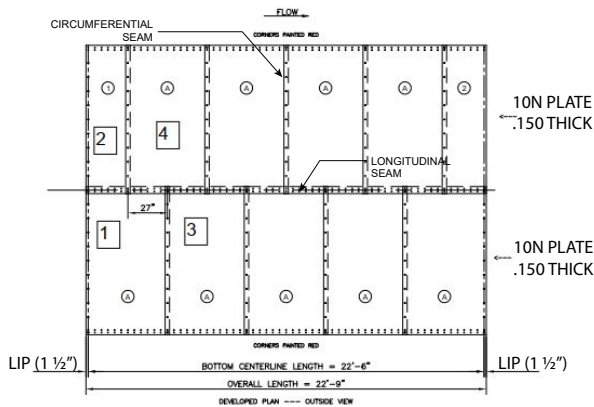 FLOW
CIRCUMFERENTIAL
SEAM
CORNERS PAINTED RED
1 A A A A 2
2 4
10N PLATE
.150 THICK
LONGITUDINAL
SEAM
27"
1 3
10N PLATE
.150 THICK
A A A A A
CORNERS PAINTED RED
LIP (1 ½")
BOTTOM CENTERLINE LENGTH = 22'-6"
LIP (1 ½")
OVERALL LENGTH = 22'-9"
DEVELOPED PLAN --- OUTSIDE VIEW